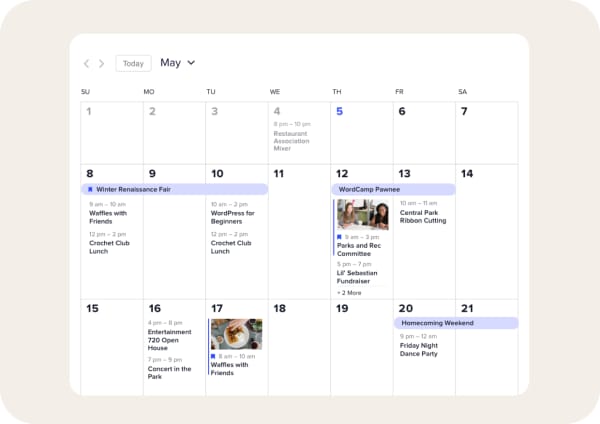 Today
May
SU MO TU WE TH FR SA
1 2 3 4 5 6 7
8 pm – 10 pm
Restaurant
Association
Mixer
8 9 10 11 12 13 14
Winter Renaissance Fair
WordCamp Pawnee
9 am – 10 am
Waffles with
Friends
12 pm – 3 pm
Crochet Club
Lunch
10 am – 2 pm
WordPress for
Beginners
12 pm – 2 pm
Crochet Club
Lunch
9 am – 3 pm
Parks and Rec
Committee
5 pm – 7 pm
Lil' Sebastian
Fundraiser
+ 2 More
10 am – 11 am
Central Park
Ribbon Cutting
15 16 17 18 19 20 21
Homecoming Weekend
4 pm – 8 pm
Entertainment
720 Open
House
7 pm – 9 pm
Concert in the
Park
8 am – 10 am
Waffles with
Friends
9 pm – 12 am
Friday Night
Dance Party